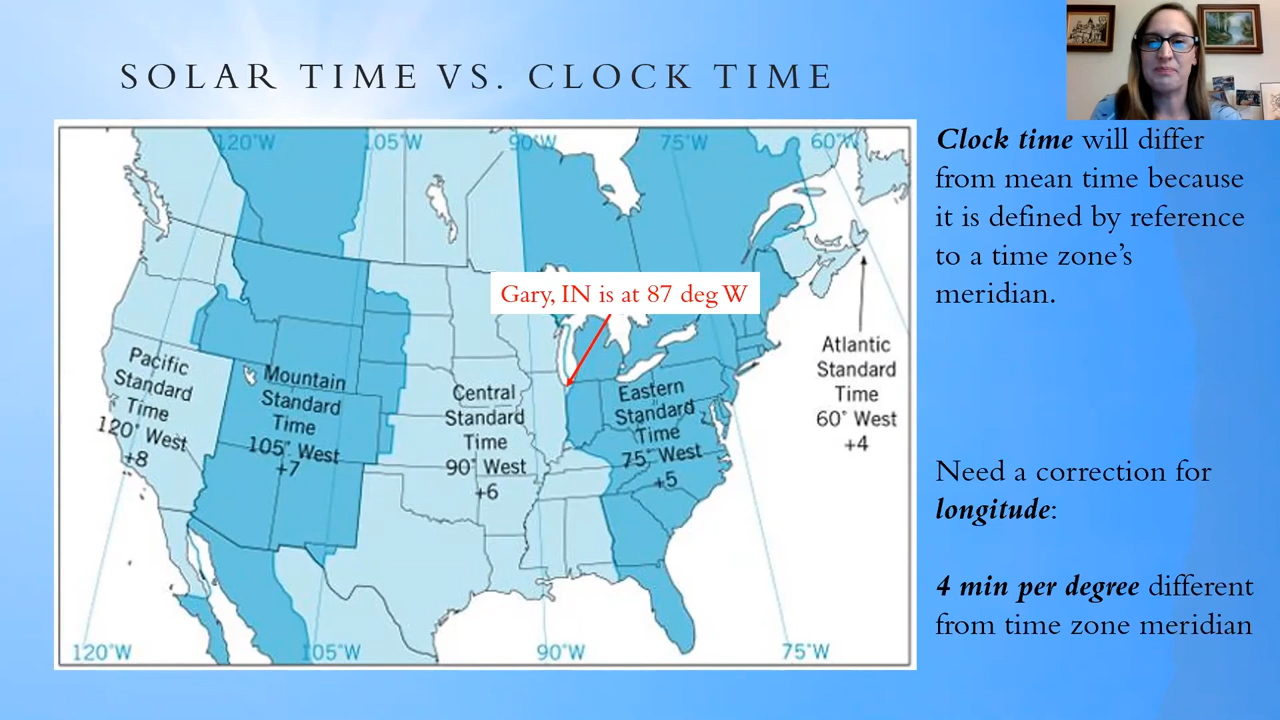 SOLAR TIME VS. CLOCK TIME
120°W
105°W
90°W
75°W
60°W
Gary, IN is at 87 deg W
Pacific
Standard
Time
120° West
+8
Mountain
Standard
Time
105° West
+7
Central
Standard
Time
90° West
+6
Eastern
Standard
Time
75° West
+5
Atlantic
Standard
Time
60° West
+4
120°W
105°W
90°W
75°W
Clock time will differ
from mean time because
it is defined by reference
to a time zone's
meridian.
Need a correction for
longitude:
4 min per degree different
from time zone meridian